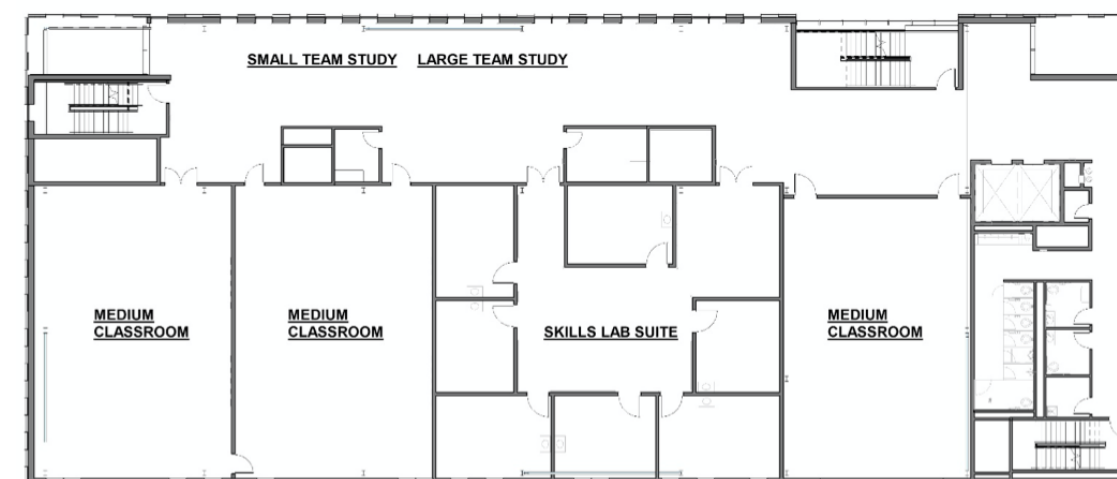 SMALL TEAM STUDY
LARGE TEAM STUDY
MEDIUM
CLASSROOM
MEDIUM
CLASSROOM
SKILLS LAB SUITE
MEDIUM
CLASSROOM